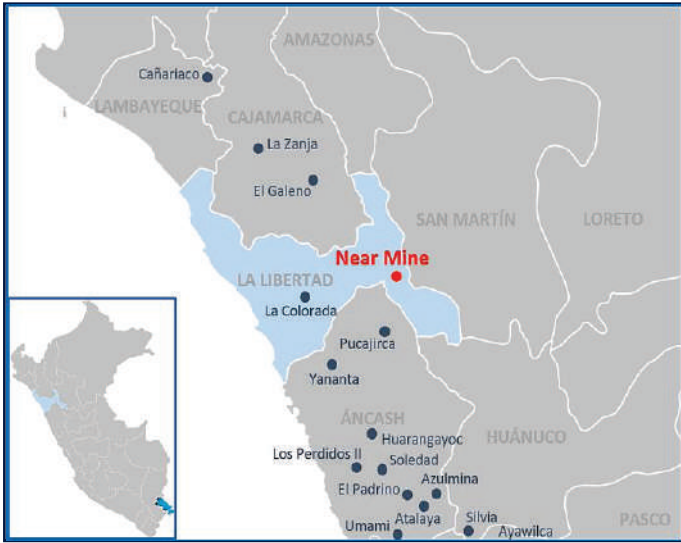 AMAZONAS
Cañariaco
LAMBAYEQUE
CAJAMARCA
La Zanja
El Galeno
SAN MARTÍN
LORETO
Near Mine
LA LIBERTAD
La Colorada
Pucajirca
Yananta
ÁNCASH
Huarangayoc
HUÁNUCO
Los Perdidos II
Soledad
El Padrino
Azulmina
Atalaya
Umami
Silvia
Ayawilca
PASCO